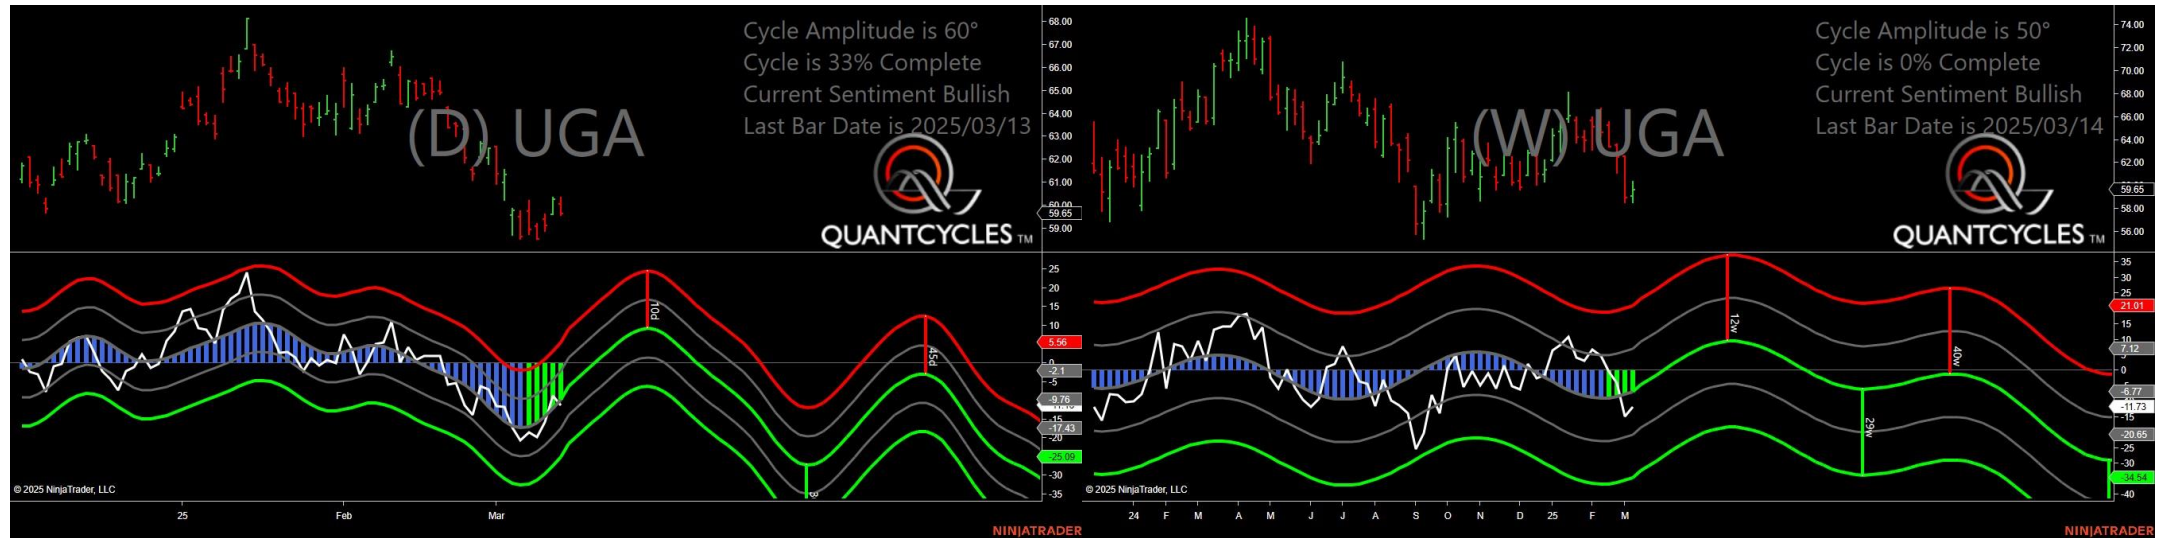 Cycle Amplitude is 60°
Cycle is 33% Complete
Current Sentiment Bullish
Last Bar Date is 2025/03/13
(D) UGA
QUANTCYCLES TM
68.00
67.00
66.00
65.00
64.00
63.00
62.00
61.00
60.00
59.65
59.00
25
20
15
10
5.56
0
-2.1
-5
-9.76
-15
-17.43
-20
-25.09
-30
-35
10d
45d
© 2025 NinjaTrader, LLC
25 Feb Mar
NINJATRADER
Cycle Amplitude is 50°
Cycle is 0% Complete
Current Sentiment Bullish
Last Bar Date is 2025/03/14
(W) UGA
QUANTCYCLES TM
74.00
72.00
70.00
68.00
66.00
64.00
62.00
59.65
58.00
56.00
35
30
25
21.01
15
10
7.12
5
0
-6.77
-11.73
-15
-20.65
-25
-30
-34.54
-40
12w
29w
40w
© 2025 NinjaTrader, LLC
24 F M A M J J A S O N D 25 F M
NINJATRADER